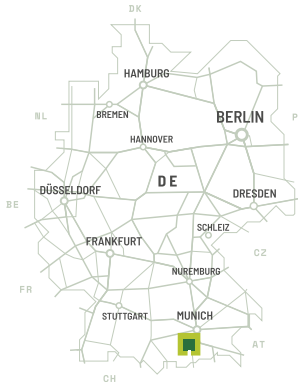 DK
HAMBURG
BREMEN
NL
BERLIN
P
HANNOVER
DE
DÜSSELDORF
DRESDEN
BE
SCHLEIZ
FRANKFURT
CZ
NUREMBURG
FR
STUTTGART
MUNICH
AT
CH